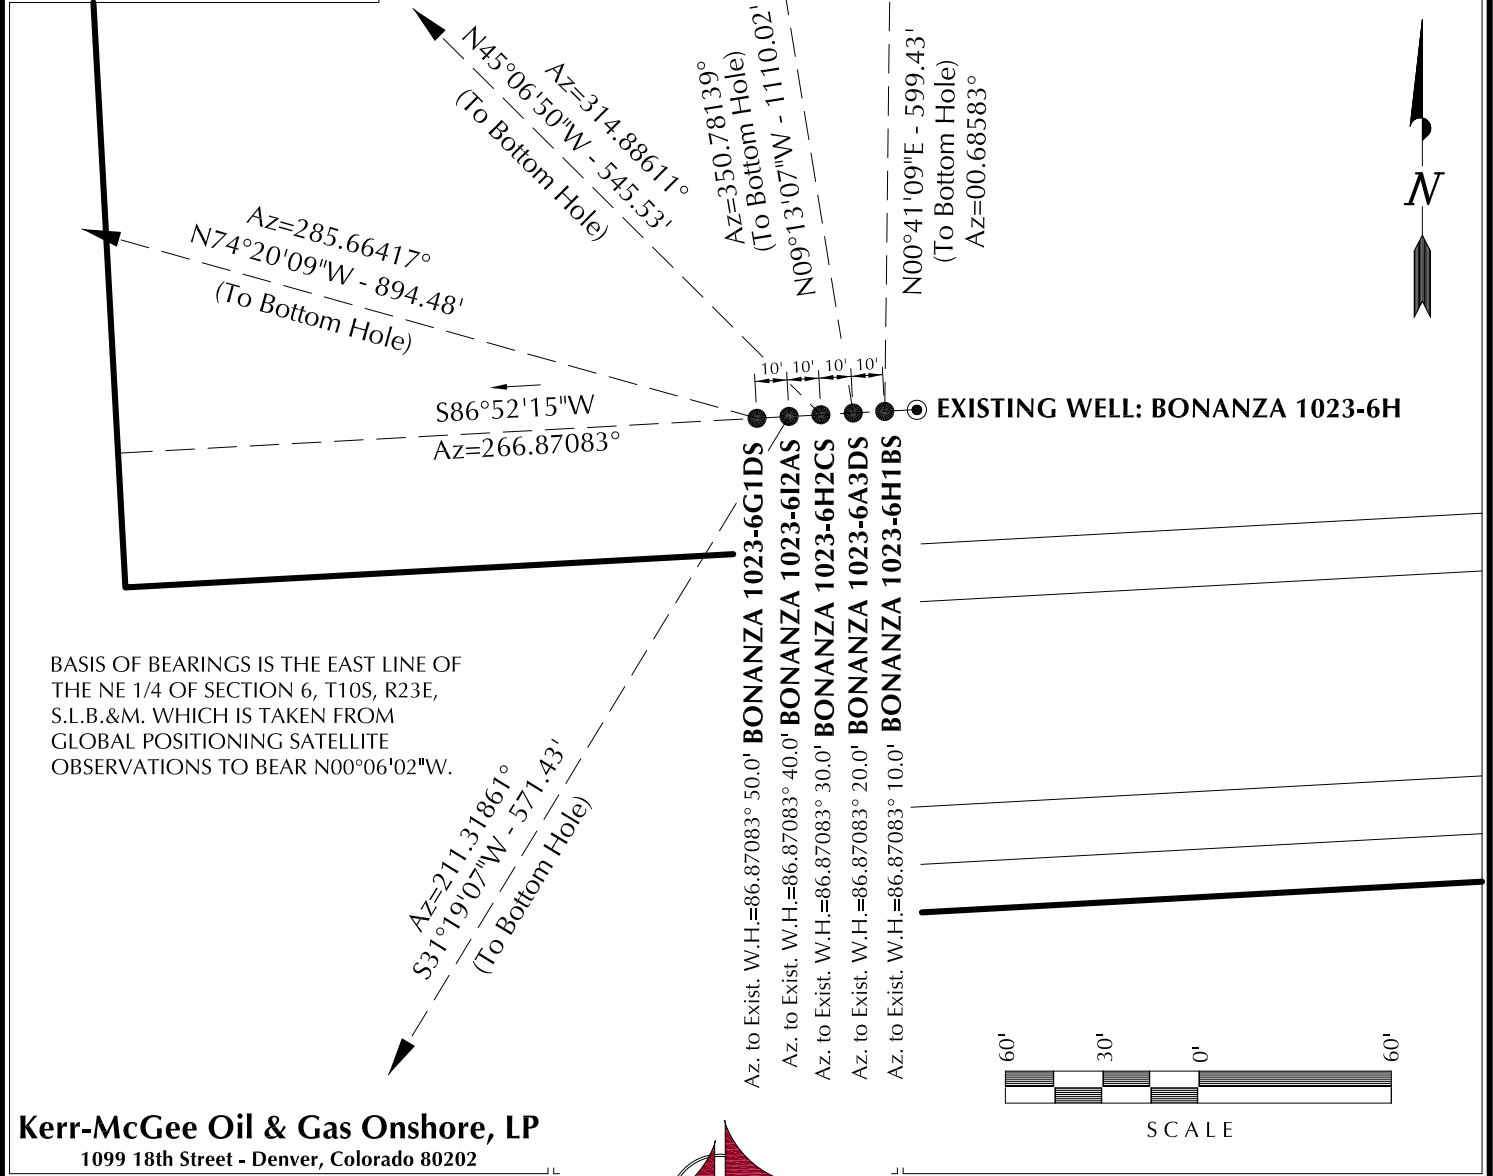 N45°06'50"W - 545.53'
Az=314.88611°
(To Bottom Hole)
Az=350.78139°
(To Bottom Hole)
N09°13'07"W - 1110.02'
N00°41'09"E - 599.43'
(To Bottom Hole)
Az=00.68583°
N
Az=285.66417°
N74°20'09"W - 894.48'
(To Bottom Hole)
10' 10' 10' 10'
S86°52'15"W
Az=266.87083°
EXISTING WELL: BONANZA 1023-6H
Az. to Exist. W.H.=86.87083° 50.0' BONANZA 1023-6G1DS
Az. to Exist. W.H.=86.87083° 40.0' BONANZA 1023-6I2AS
Az. to Exist. W.H.=86.87083° 30.0' BONANZA 1023-6H2CS
Az. to Exist. W.H.=86.87083° 20.0' BONANZA 1023-6A3DS
Az. to Exist. W.H.=86.87083° 10.0' BONANZA 1023-6H1BS
BASIS OF BEARINGS IS THE EAST LINE OF
THE NE 1/4 OF SECTION 6, T10S, R23E,
S.L.B.&M. WHICH IS TAKEN FROM
GLOBAL POSITIONING SATELLITE
OBSERVATIONS TO BEAR N00°06'02"W.
Az=211.31861°
S31°19'07"W - 571.43'
(To Bottom Hole)
60' 30' 0' 60'
SCALE
Kerr-McGee Oil & Gas Onshore, LP
1099 18th Street - Denver, Colorado 80202